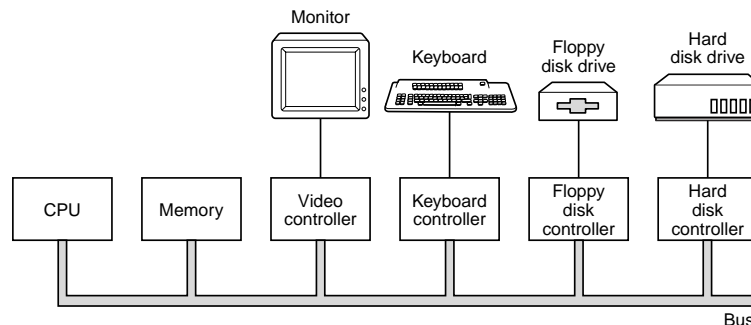 Monitor
Keyboard
Floppy
disk drive
Hard
disk drive
CPU
Memory
Video
controller
Keyboard
controller
Floppy
disk
controller
Hard
disk
controller
Bus